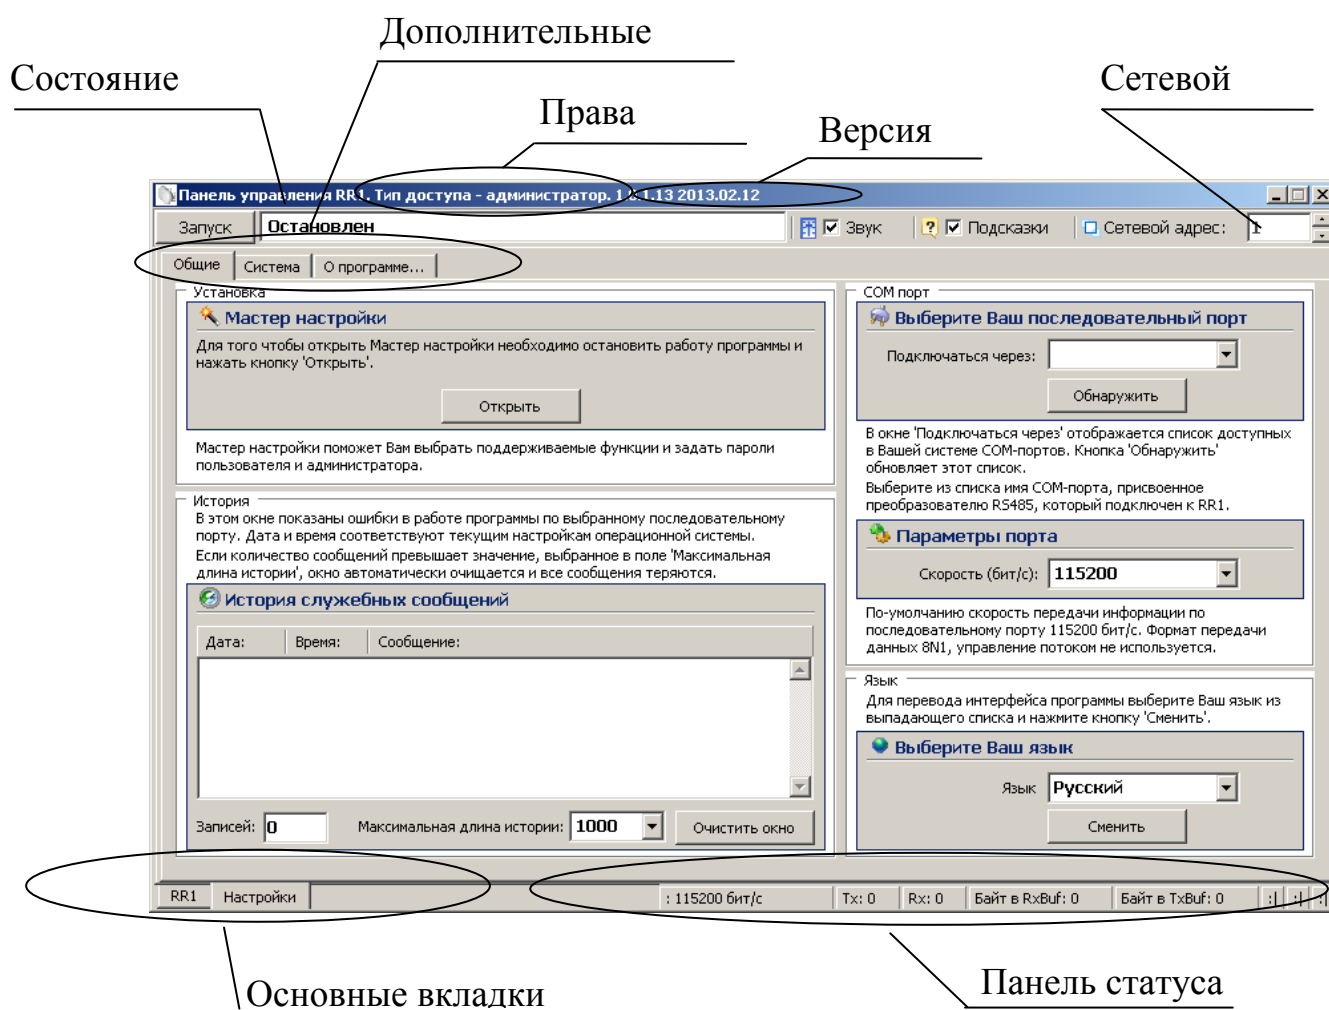 Дополнительные
Состояние
Сетевой
Права
Версия
Панель управления RR1. Тип доступа - администратор. 1.0.1.13 2013.02.12
Запуск
Остановлен
Звук
Подсказки
Сетевой адрес:
1
Общие
Система
О программе...
Установка
Мастер настройки
Для того чтобы открыть Мастер настройки необходимо остановить работу программы и
нажать кнопку 'Открыть'.
Открыть
Мастер настройки поможет Вам выбрать поддерживаемые функции и задать пароли
пользователя и администратора.
История
В этом окне показаны ошибки в работе программы по выбранному последовательному
порту. Дата и время соответствуют текущим настройкам операционной системы.
Если количество сообщений превышает значение, выбранное в поле 'Максимальная
длина истории', окно автоматически очищается и все сообщения теряются.
История служебных сообщений
Дата:
Время:
Сообщение:
Записей: 0
Максимальная длина истории: 1000
Очистить окно
COM порт
Выберите Ваш последовательный порт
Подключаться через:
Обнаружить
В окне 'Подключаться через' отображается список доступных
в Вашей системе COM-портов. Кнопка 'Обнаружить'
обновляет этот список.
Выберите из списка имя COM-порта, присвоенное
преобразователю RS485, который подключен к RR1.
Параметры порта
Скорость (бит/с): 115200
По-умолчанию скорость передачи информации по
последовательному порту 115200 бит/с. Формат передачи
данных 8N1, управление потоком не используется.
Язык
Для перевода интерфейса программы выберите Ваш язык из
выпадающего списка и нажмите кнопку 'Сменить'.
Выберите Ваш язык
Язык Русский
Сменить
RR1
Настройки
: 115200 бит/с
Tx: 0
Rx: 0
Байт в RxBuf: 0
Байт в TxBuf: 0
:|
:|
:|
Основные вкладки
Панель статуса